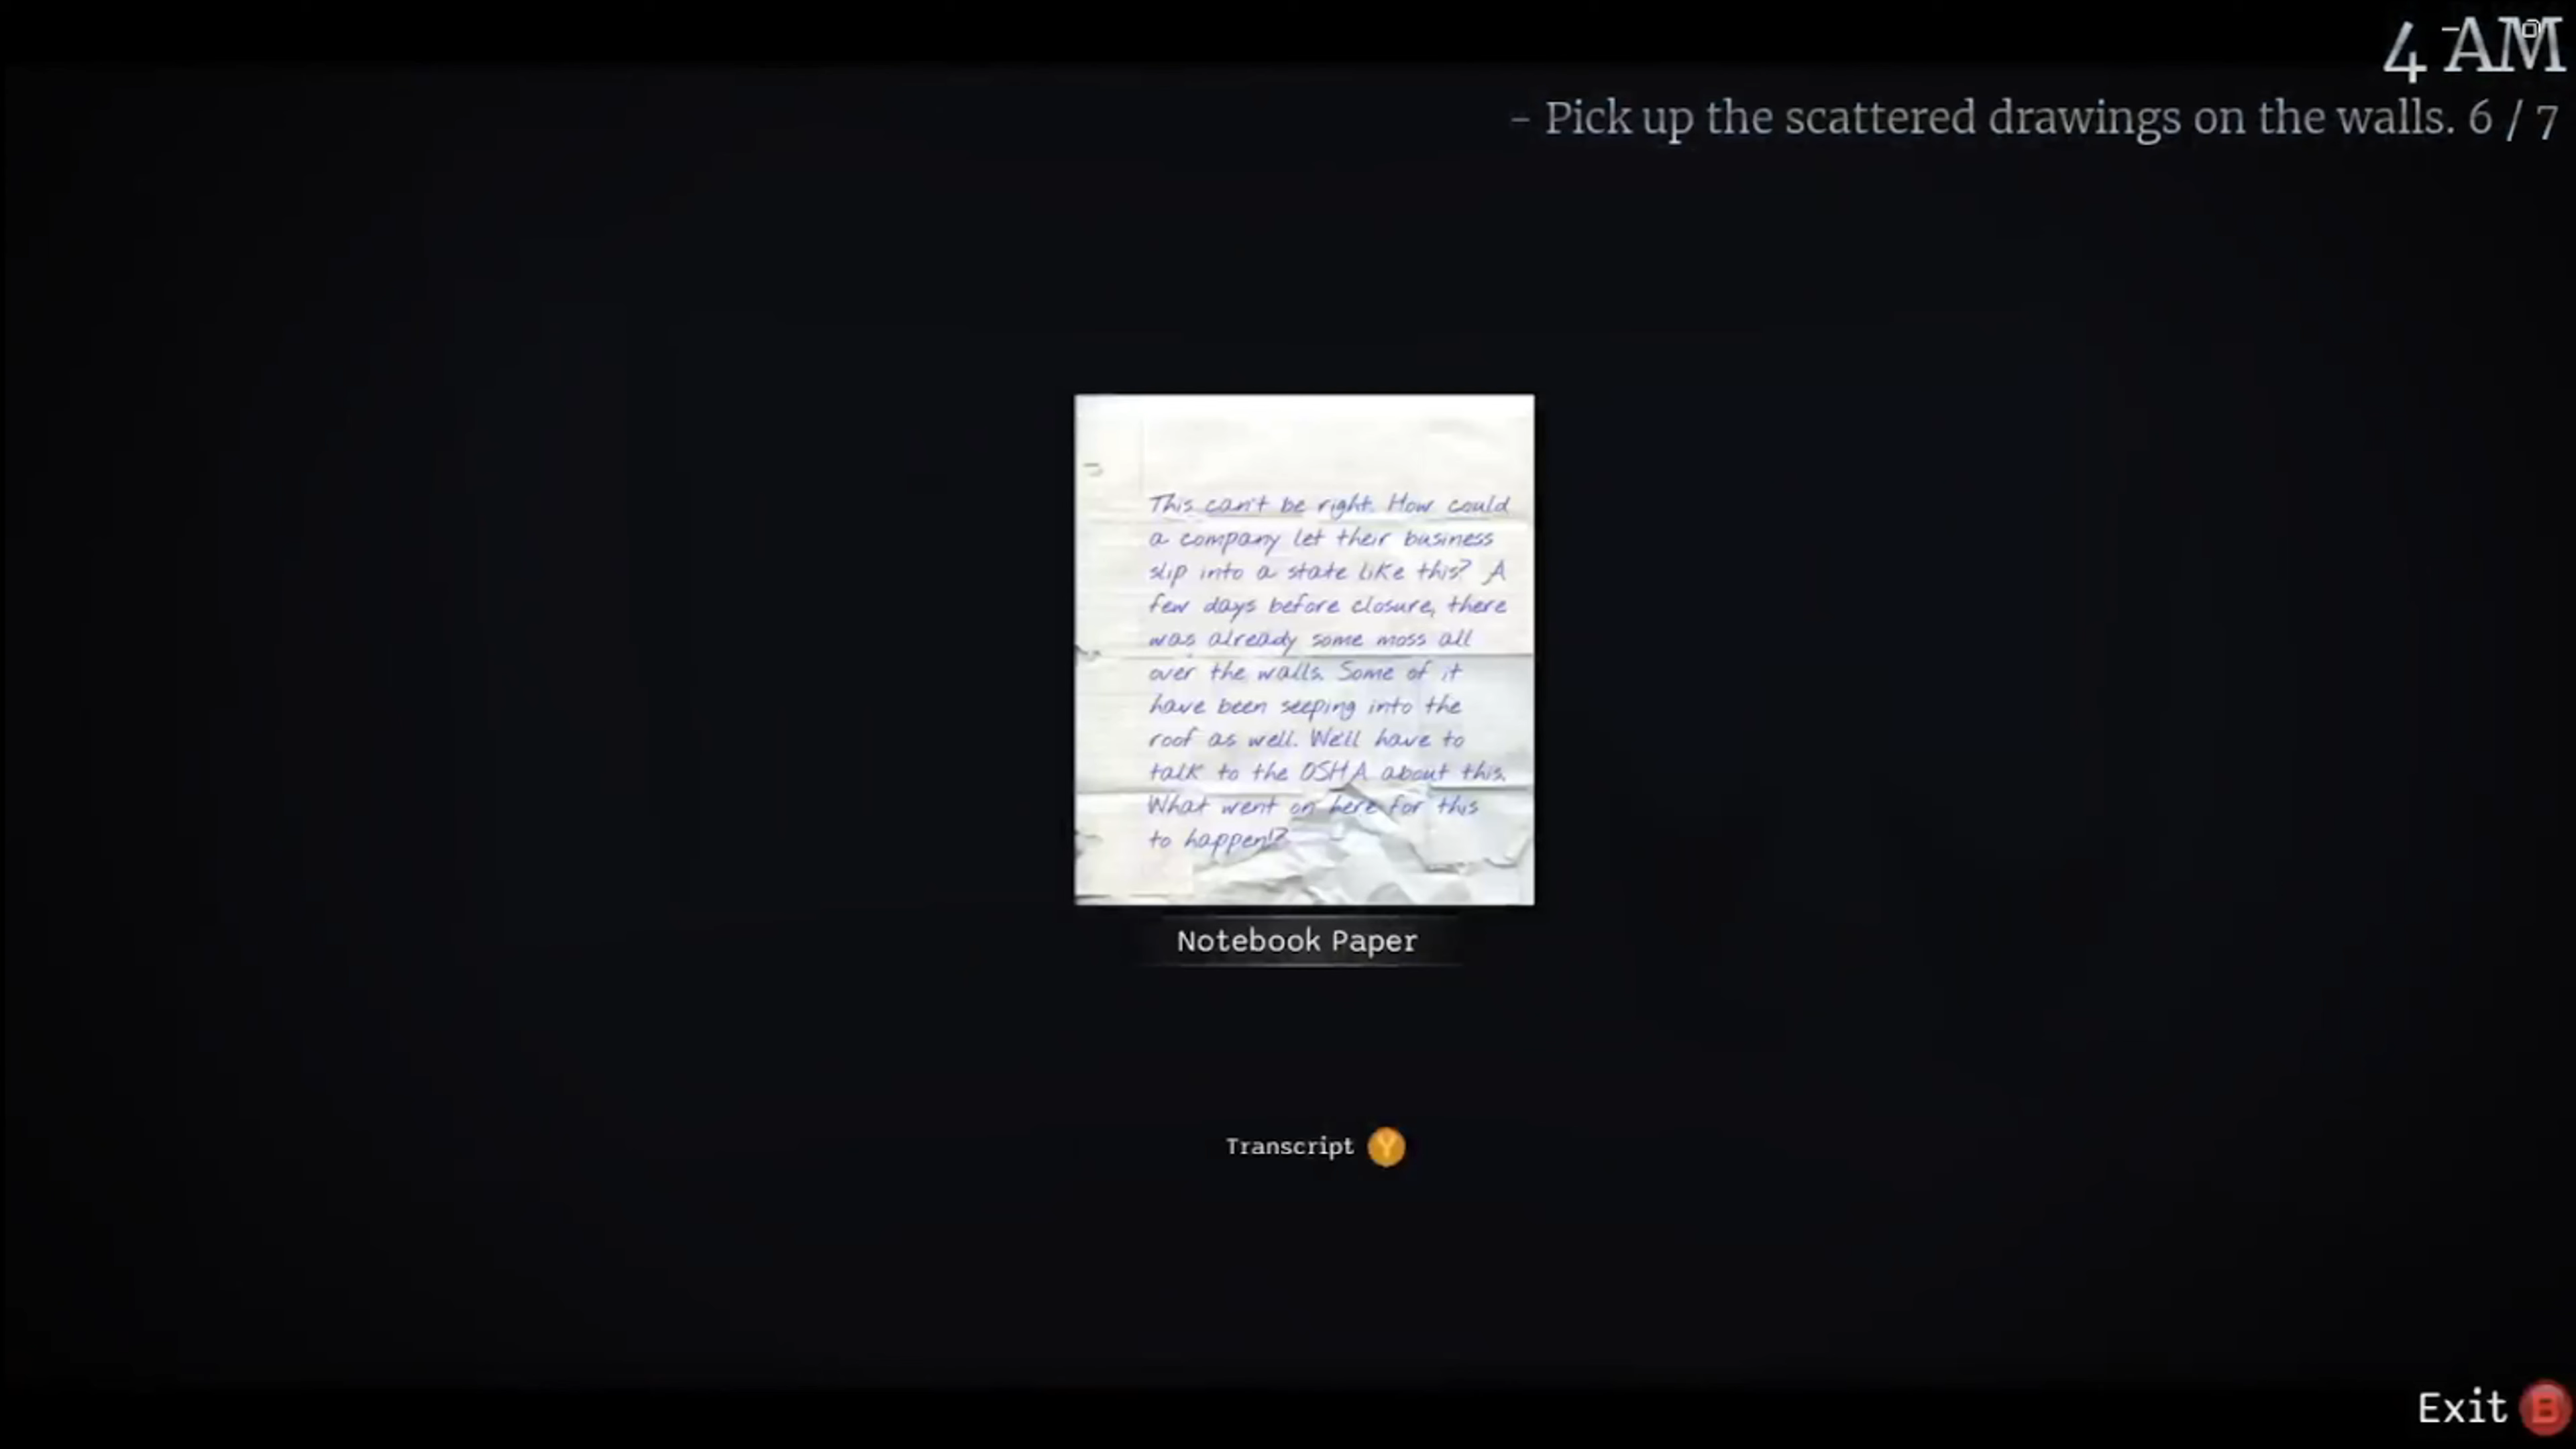 4 AM
- Pick up the scattered drawings on the walls. 6 / 7
This can't be right. How could
a company let their business
slip into a state like this? A
few days before closure, there
was already some moss all
over the walls. Some of it
have been seeping into the
roof as well. We'll have to
talk to the OSHA about this.
What went on here for this
to happen!?
Notebook Paper
Transcript Y
Exit B